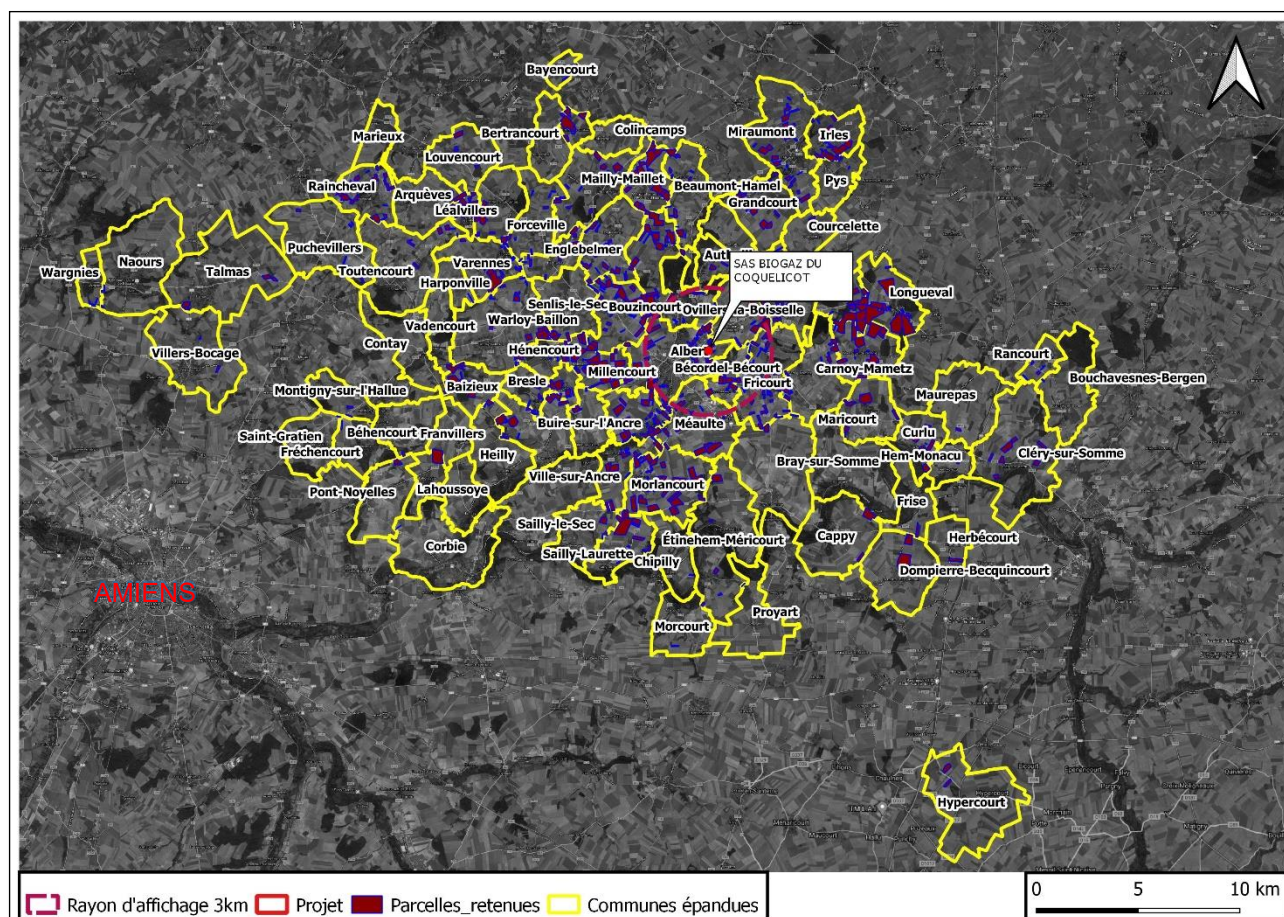 Bayencourt
Marieux
Bertrancourt
Colincamps
Miraumont
Irles
Louvencourt
Mailly-Maillet
Beaumont-Hamel
Pys
Raincheval
Arquèves
Léalvillers
Grandcourt
Forceville
Courcelette
Puchevillers
Englebelmer
Auth
Naours
Talmas
Wargnies
Toutencourt
Varennes
Harponville
SAS BIOGAZ DU
COQUELICOT
Longueval
Senlis-le-Sec
Bouzincourt
Ovillers-la-Boisselle
Warloy-Baillon
Vadencourt
Contay
Villers-Bocage
Hénencourt
Albert
Millencourt
Bécordel-Bécourt
Carnoy-Mametz
Rancourt
Bouchavesnes-Bergen
Fricourt
Montigny-sur-l'Hallue
Baizieux
Bresle
Maurepas
Buire-sur-l'Ancre
Méaulte
Maricourt
Saint-Gratien
Béhencourt
Franvillers
Curlu
Fréchencourt
Heilly
Hem-Monacu
Cléry-sur-Somme
Bray-sur-Somme
Ville-sur-Ancre
Morlancourt
Pont-Noyelles
Lahoussoye
Frise
Sailly-le-Sec
Cappy
Herbécourt
Corbie
Sailly-Laurette
Étinehem-Méricourt
Chipilly
Dompierre-Becquincourt
AMIENS
Proyart
Morcourt
Hypercourt
Rayon d'affichage 3km
Projet
Parcelles_retenues
Communes épandues
0 5 10 km